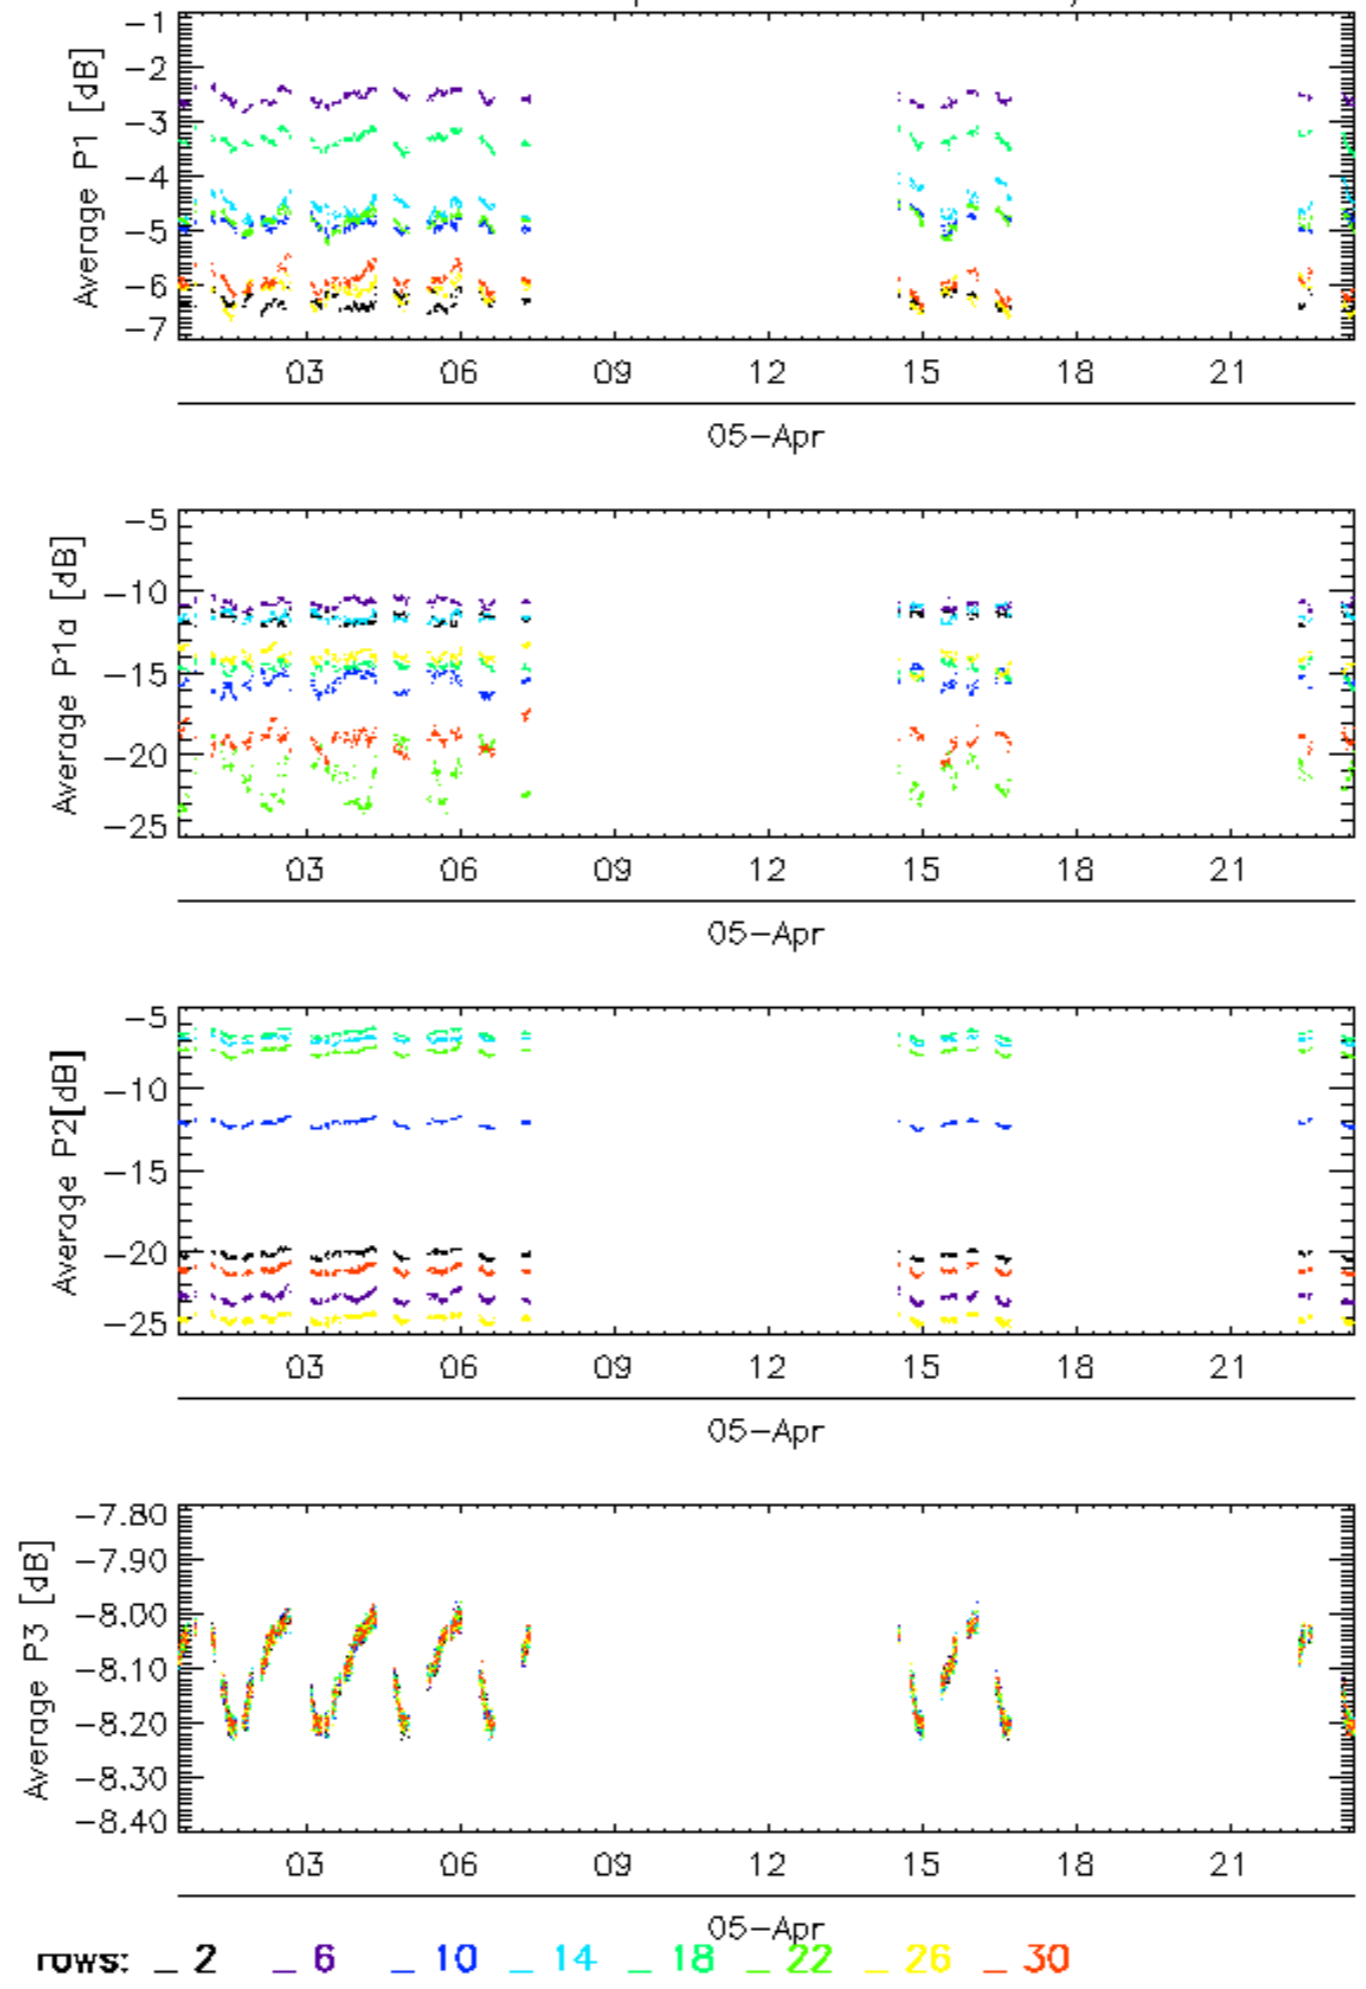 Average P1 [dB]
-1
-2
-3
-4
-5
-6
-7
03 06 09 12 15 18 21
05-Apr
Average P1a [dB]
-5
-10
-15
-20
-25
03 06 09 12 15 18 21
05-Apr
Average P2[dB]
-5
-10
-15
-20
-25
03 06 09 12 15 18 21
05-Apr
Average P3 [dB]
-7.80
-7.90
-8.00
-8.10
-8.20
-8.30
-8.40
03 06 09 12 15 18 21
05-Apr
rows: _ 2 _ 6 _ 10 _ 14 _ 18 _ 22 _ 26 _ 30